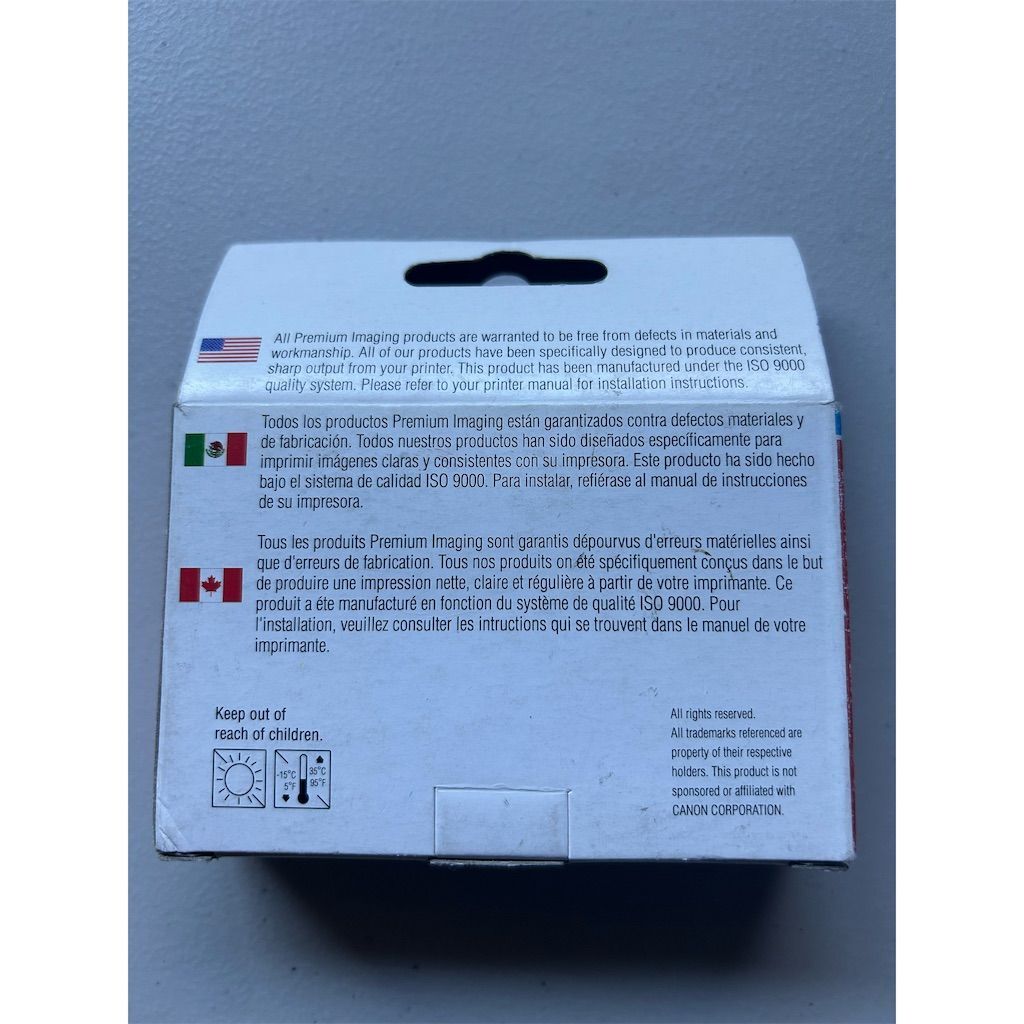 All Premium Imaging products are warranted to be free from defects in materials and
workmanship. All of our products have been specifically designed to produce consistent,
sharp output from your printer. This product has been manufactured under the ISO 9000
quality system. Please refer to your printer manual for installation instructions.
Todos los productos Premium Imaging están garantizados contra defectos materiales y
de fabricación. Todos nuestros productos han sido diseñados específicamente para
imprimir imágenes claras y consistentes con su impresora. Este producto ha sido hecho
bajo el sistema de calidad ISO 9000. Para instalar, refiérase al manual de instrucciones
de su impresora.
Tous les produits Premium Imaging sont garantis dépourvus d'erreurs matérielles ainsi
que d'erreurs de fabrication. Tous nos produits on été spécifiquement conçus dans le but
de produire une impression nette, claire et régulière à partir de votre imprimante. Ce
produit a éte manufacturé en fonction du système de qualité ISO 9000. Pour
l'installation, veuillez consulter les intructions qui se trouvent dans le manuel de votre
imprimante.
Keep out of
reach of children.
-15°C 35°C
5°F 95°F
All rights reserved.
All trademarks referenced are
property of their respective
holders. This product is not
sponsored or affiliated with
CANON CORPORATION.